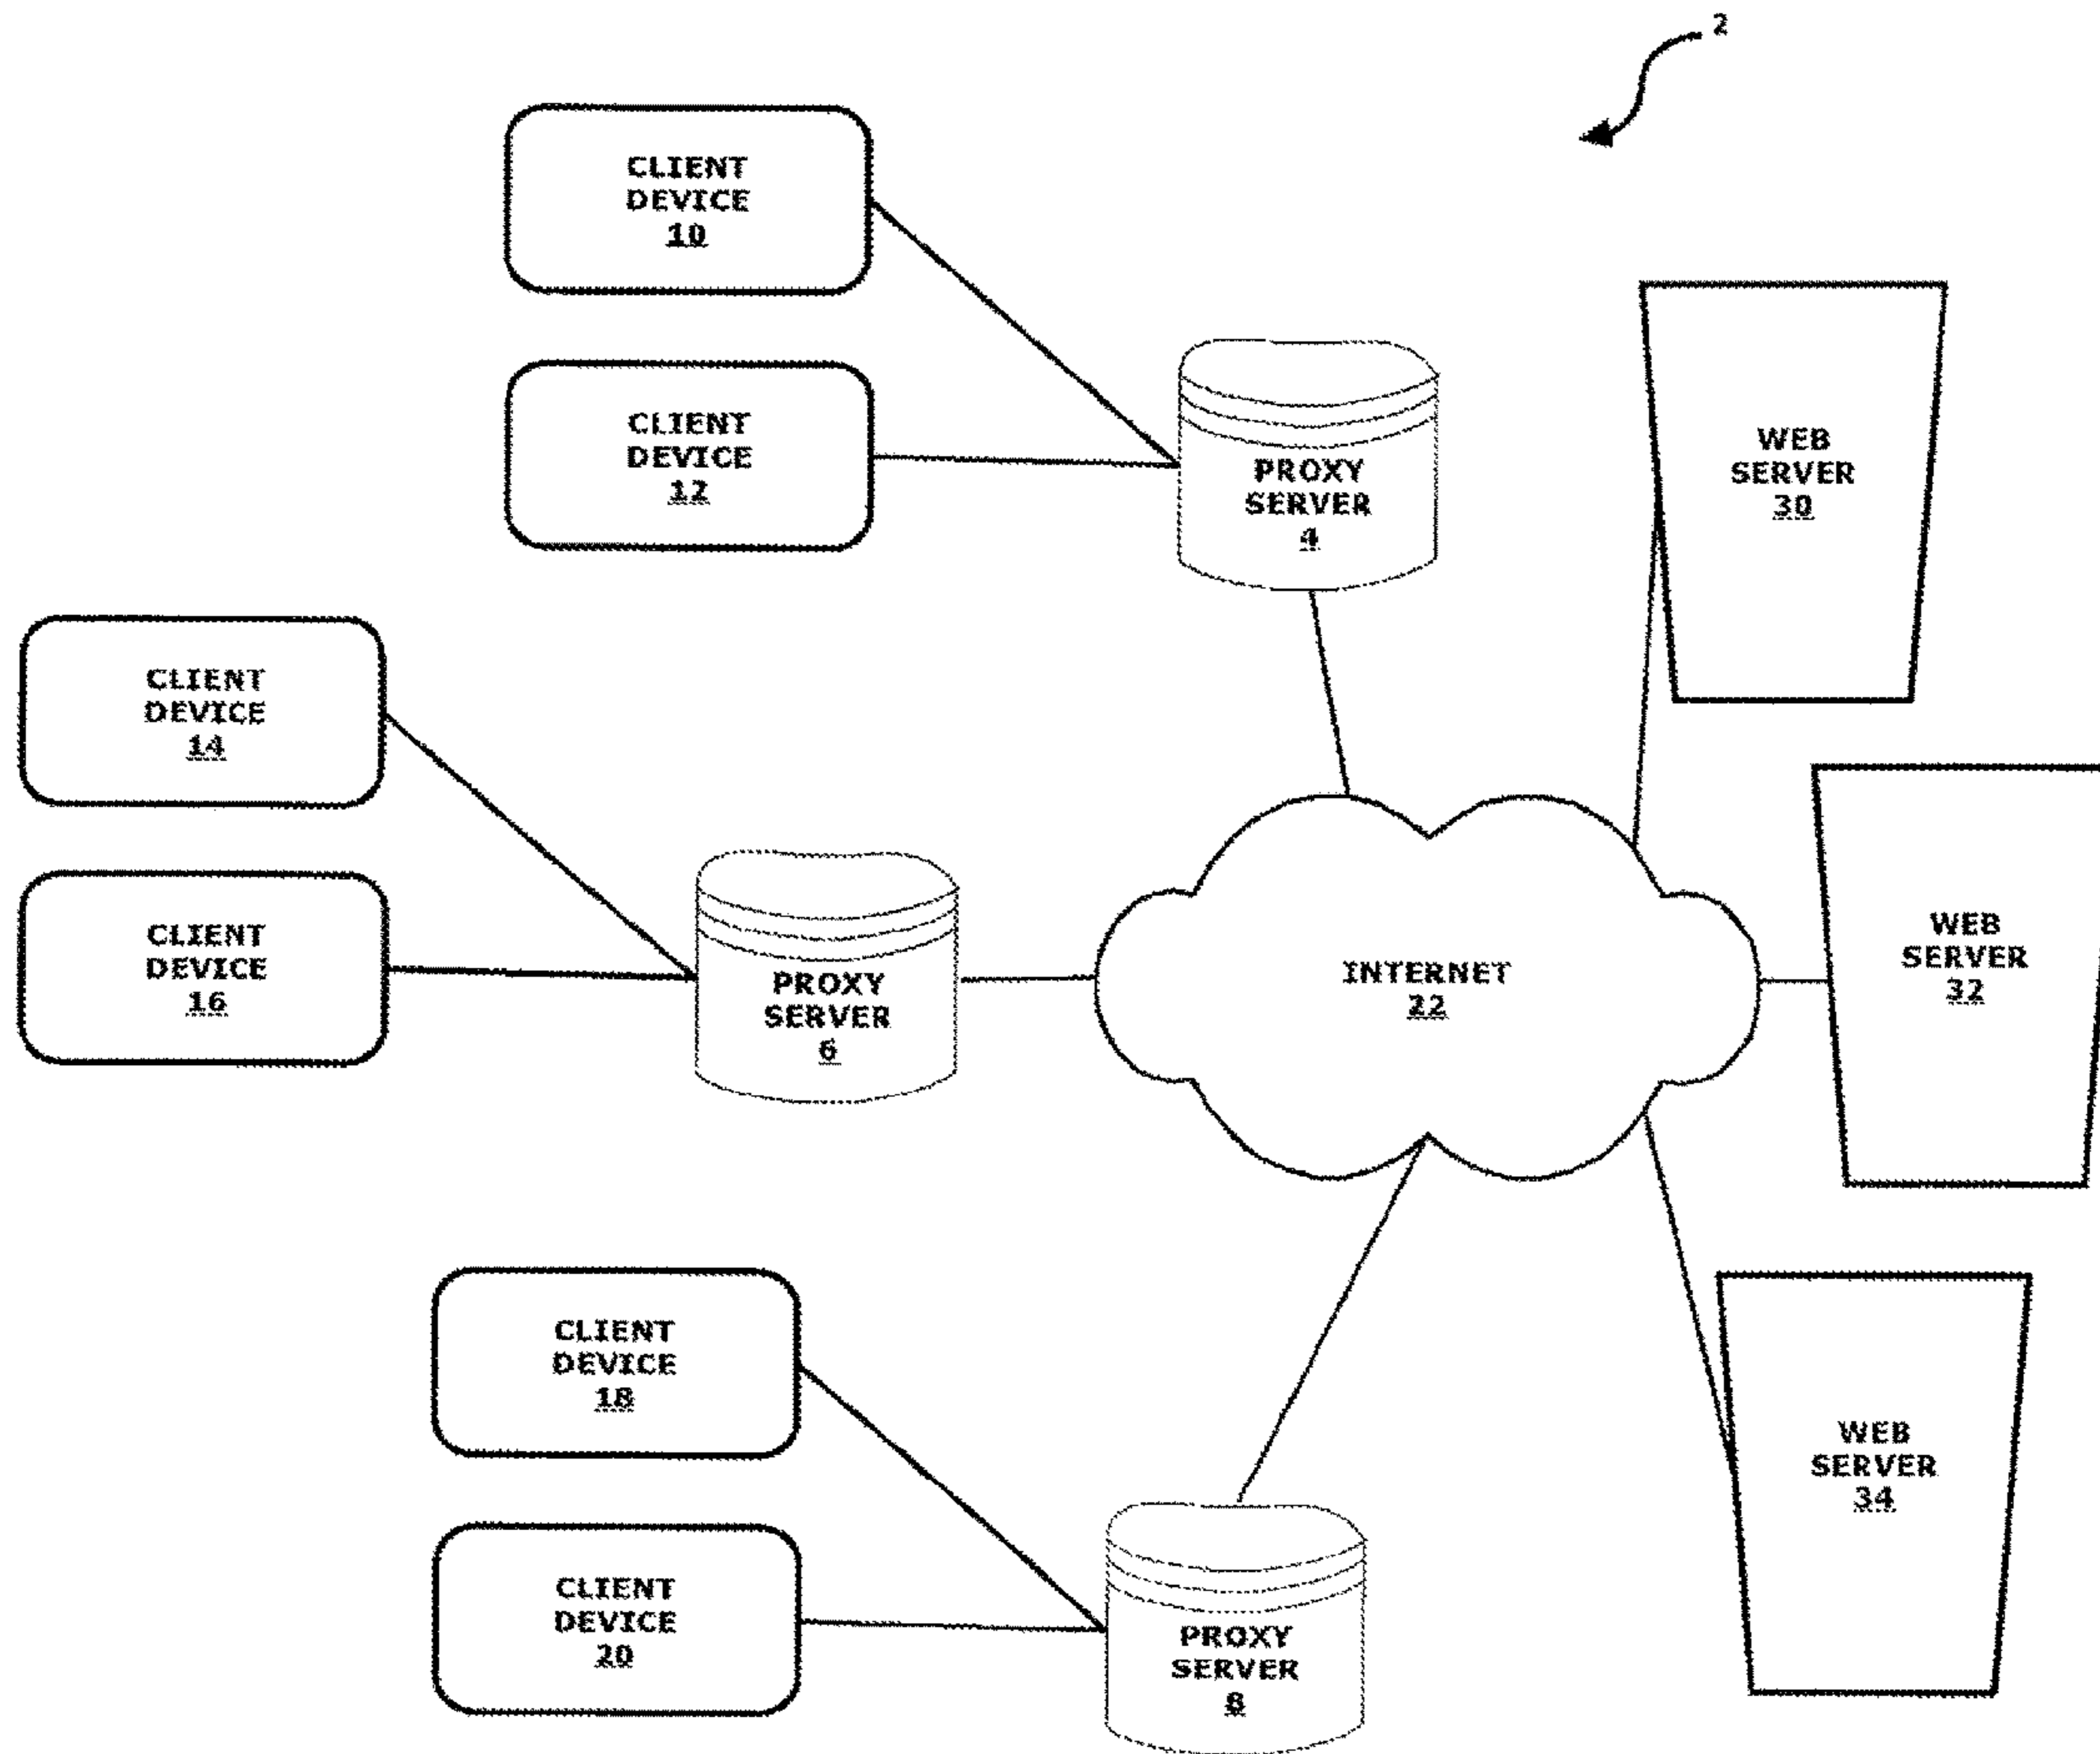 2
CLIENT
DEVICE
10
CLIENT
DEVICE
12
PROXY
SERVER
4
WEB
SERVER
30
CLIENT
DEVICE
14
CLIENT
DEVICE
16
PROXY
SERVER
6
INTERNET
22
WEB
SERVER
32
CLIENT
DEVICE
18
CLIENT
DEVICE
20
PROXY
SERVER
8
WEB
SERVER
34